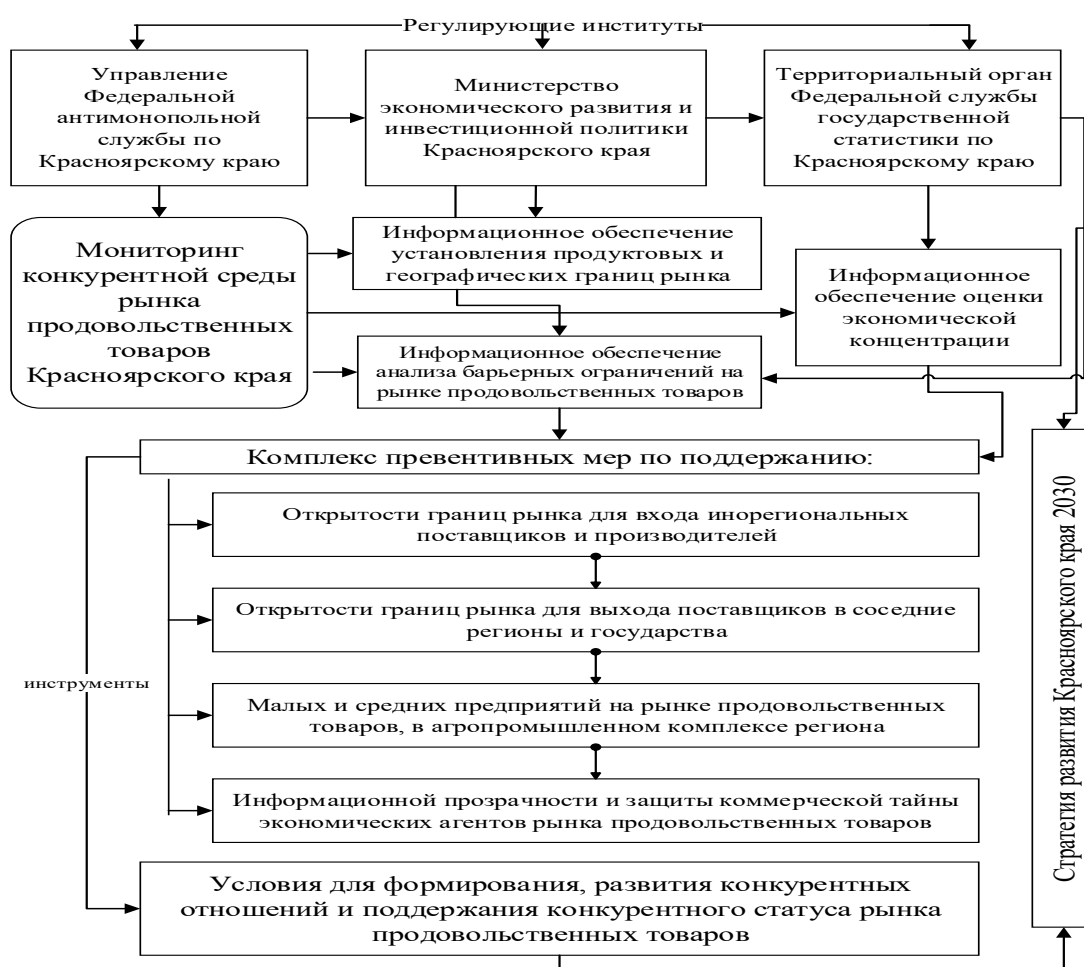 Регулирующие институты
Управление
Федеральной
антимонопольной
службы по
Красноярскому краю
Министерство
экономического развития и
инвестиционной политики
Красноярского края
Территориальный орган
Федеральной службы
государственной
статистики по
Красноярскому краю
Мониторинг
конкурентной среды
рынка
продовольственных
товаров
Красноярского края
Информационное обеспечение
установления продуктовых и
географических границ рынка
Информационное
обеспечение оценки
экономической
концентрации
Информационное обеспечение
анализа барьерных ограничений на
рынке продовольственных товаров
Комплекс превентивных мер по поддержанию:
Открытости границ рынка для входа инорегиональных
поставщиков и производителей
Открытости границ рынка для выхода поставщиков в соседние
регионы и государства
инструменты
Малых и средних предприятий на рынке продовольственных
товаров, в агропромышленном комплексе региона
Информационной прозрачности и защиты коммерческой тайны
экономических агентов рынка продовольственных товаров
Условия для формирования, развития конкурентных
отношений и поддержания конкурентного статуса рынка
продовольственных товаров
Стратегия развития Красноярского края 2030